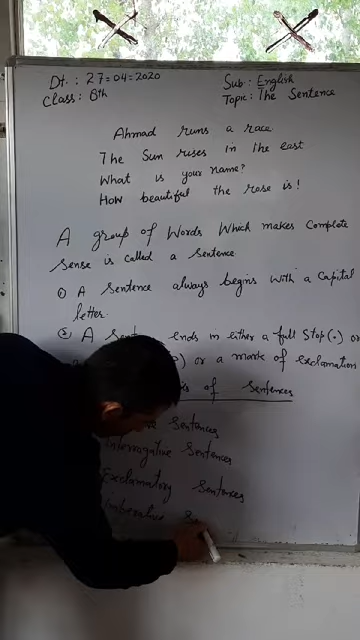 Dt. : 27=04=2020
Sub : English
Class : 8th
Topic : The Sentence
Ahmad runs a race.
The Sun rises in the east
What is your name?
How beautiful the rose is!
A group of Words Which makes Complete
Sense is called a sentence
① A Sentence always begins with a Capital
letter.
② A ends in either a full stop (.) or
) or a mark of exclamation
of Sentences
Sentences
Interrogative Sentences
Exclamatory Sentences
Imperative Se